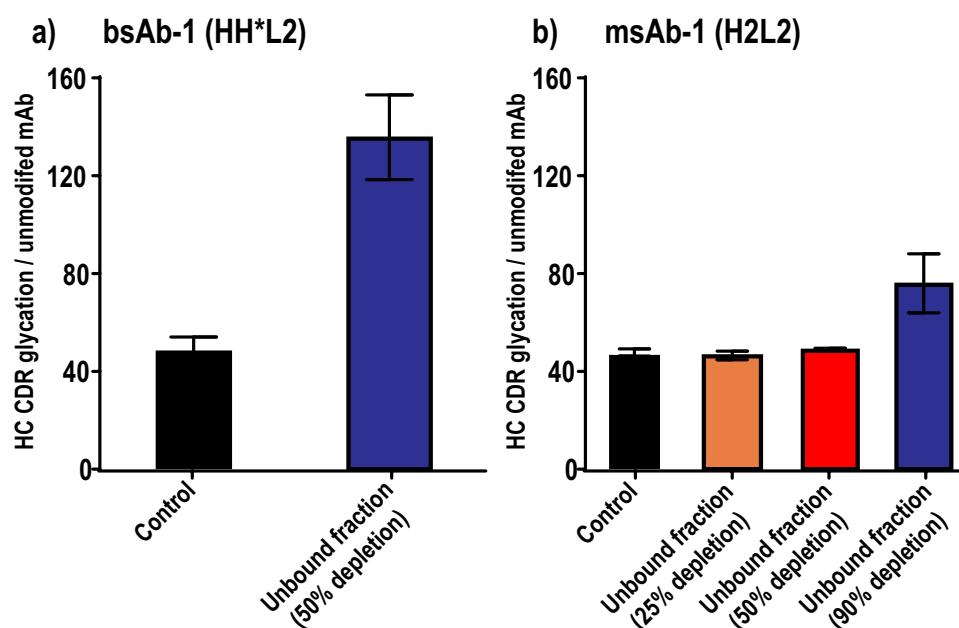 a) bsAb-1 (HH*L2)
HC CDR glycation / unmodifed mAb
160
120
80
40
0
Control
Unbound fraction
(50% depletion)
b) msAb-1 (H2L2)
HC CDR glycation / unmodifed mAb
160
120
80
40
0
Control
Unbound fraction
(25% depletion)
Unbound fraction
(50% depletion)
Unbound fraction
(90% depletion)